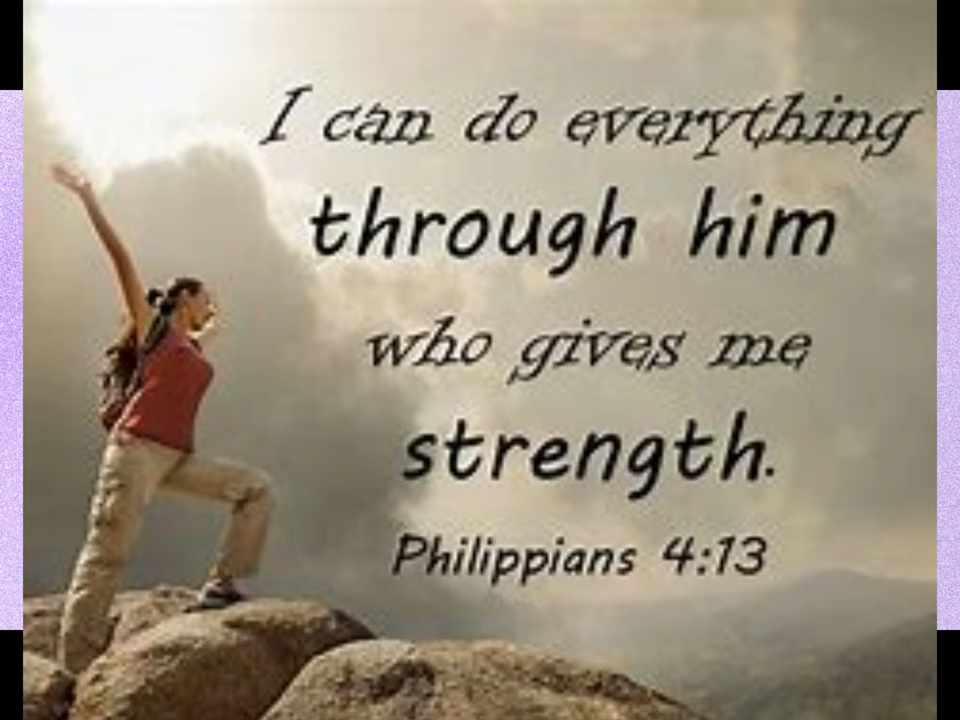 I can do everything
through him
who gives me
strength.
Philippians 4:13